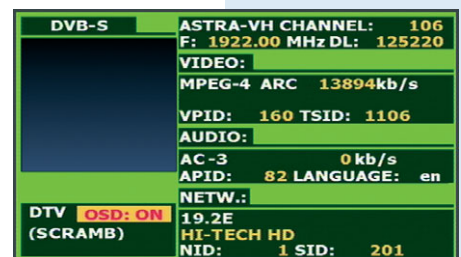 DVB-S
ASTRA-VH CHANNEL: 106
F: 1922.00 MHz DL: 125220
VIDEO:
MPEG-4 ARC 13894kb/s
VPID: 160 TSID: 1106
AUDIO:
AC-3 0 kb/s
APID: 82 LANGUAGE: en
NETW.:
19.2E
HI-TECH HD
NID: 1 SID: 201
DTV OSD: ON
(SCRAMB)